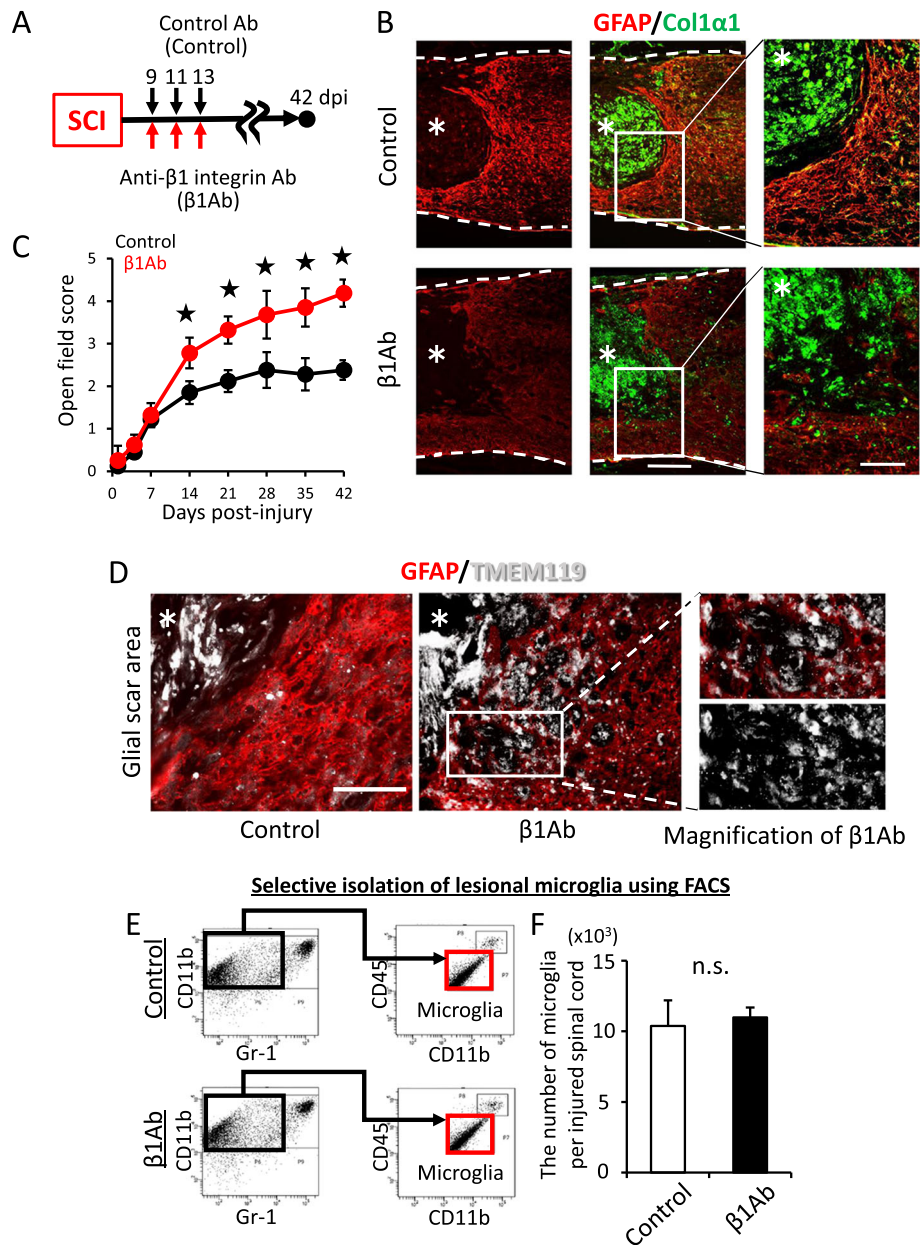 A
Control Ab
(Control)
9 11 13
SCI
42 dpi
Anti-β1 integrin Ab
(β1Ab)
B
GFAP/Col1α1
Control
*
*
*
β1Ab
*
*
*
C
Control
β1Ab
Open field score
5
4
3
2
1
0
0 7 14 21 28 35 42
Days post-injury
D
GFAP/TMEM119
Glial scar area
*
*
Control
β1Ab
Magnification of β1Ab
Selective isolation of lesional microglia using FACS
E
Control
CD11b
Gr-1
CD45
P8
P7
Microglia
CD11b
β1Ab
CD11b
Gr-1
CD45
P8
P7
Microglia
CD11b
F
(x10³)
The number of microglia
per injured spinal cord
15
10
5
0
n.s.
Control
β1Ab